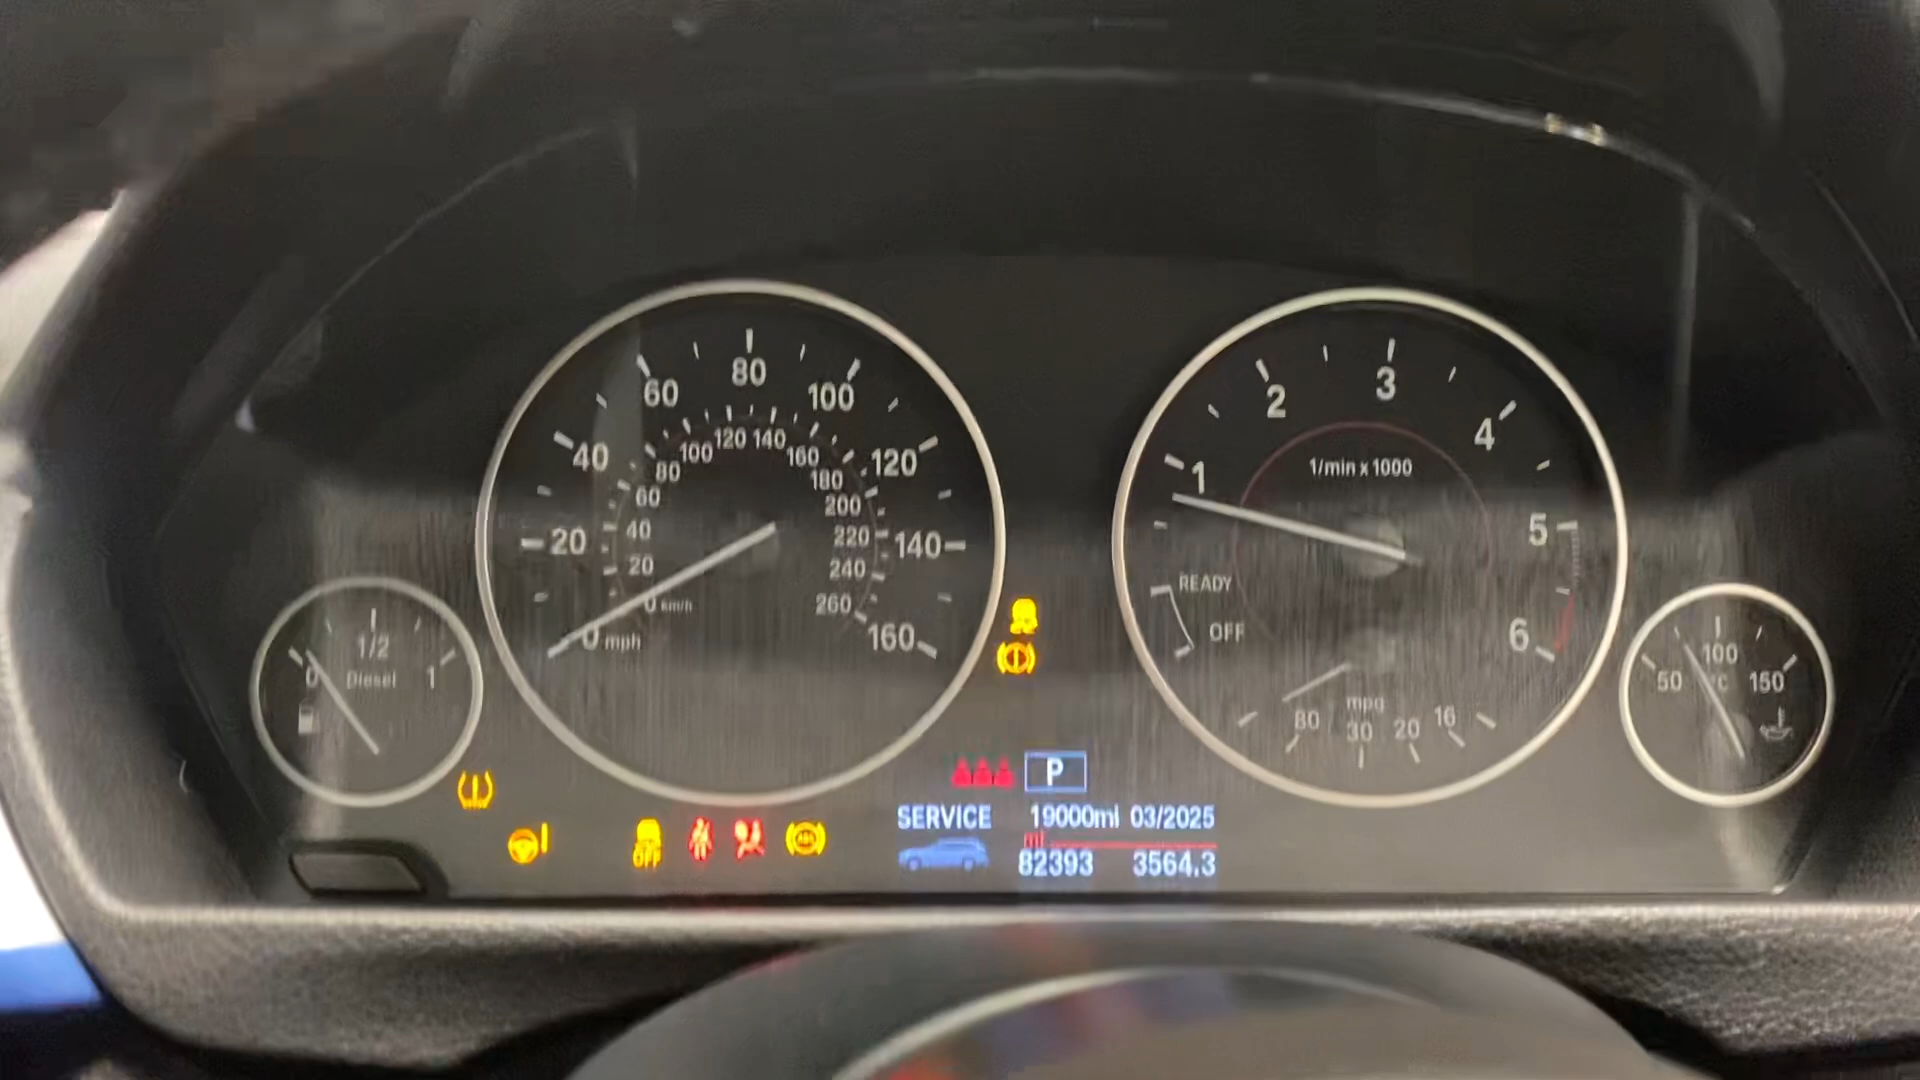 20 40 60 80 100 120 140 160
20 40 60 80 100 120 140 160 180 200 220 240 260
0 km/h
0 mph
1 2 3 4 5 6
1/min x 1000
READY
OFF
mpg
80 30 20 16
0 1/2 1
Diesel
50 100 150
°C
OFF
ABS
P
SERVICE 19000mi 03/2025
mi
82393 3564.3